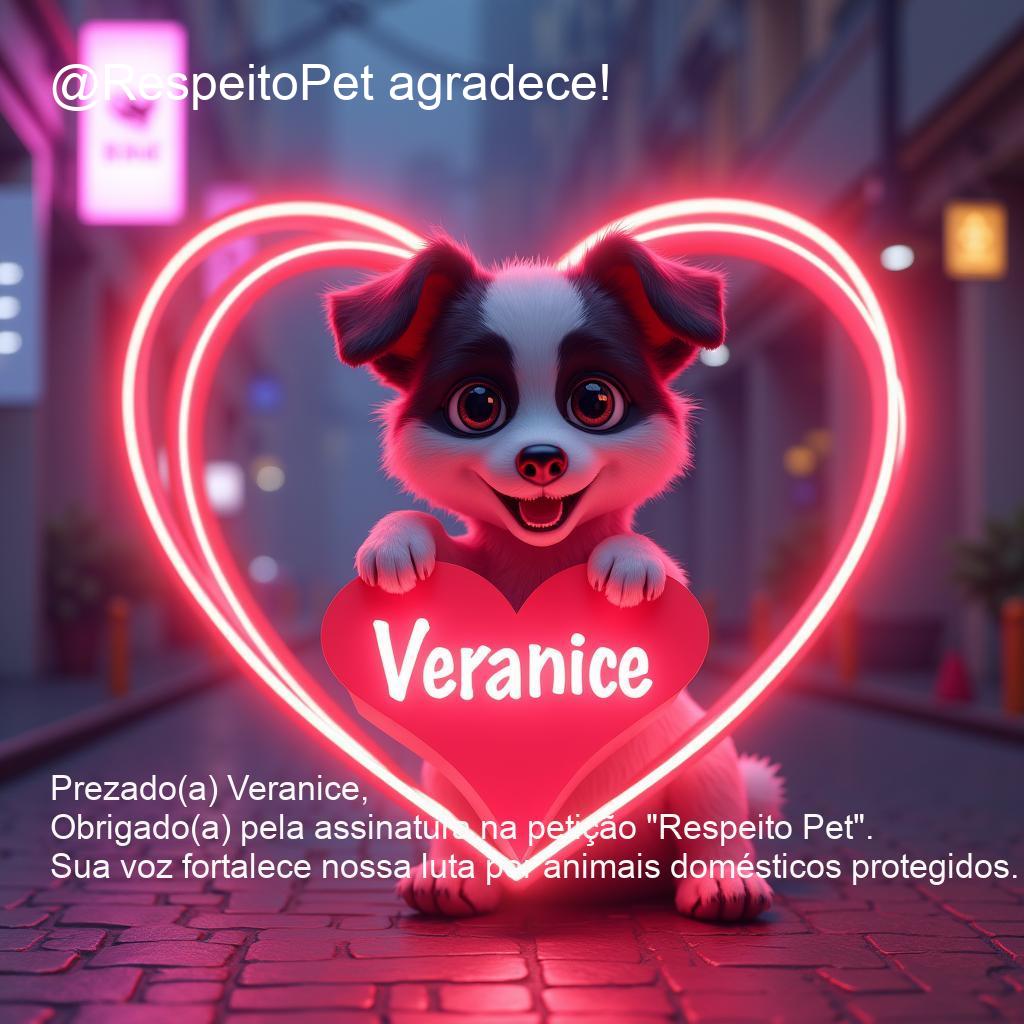 @RespeitoPet agradece!
Veranice
Prezado(a) Veranice,
Obrigado(a) pela assinatura na petição "Respeito Pet".
Sua voz fortalece nossa luta por animais domésticos protegidos.